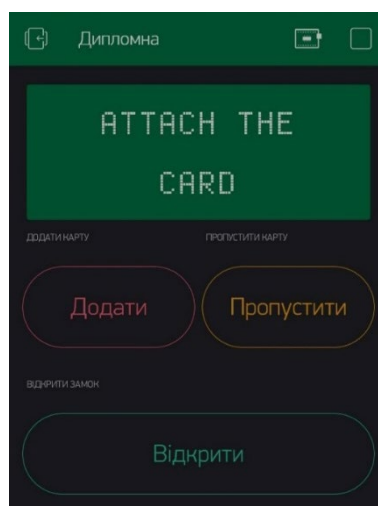 Дипломна
ATTACH THE
CARD
ДОДАТИ КАРТУ ПРОПУСТИТИ КАРТУ
Додати Пропустити
ВІДКРИТИ ЗАМОК
Відкрити